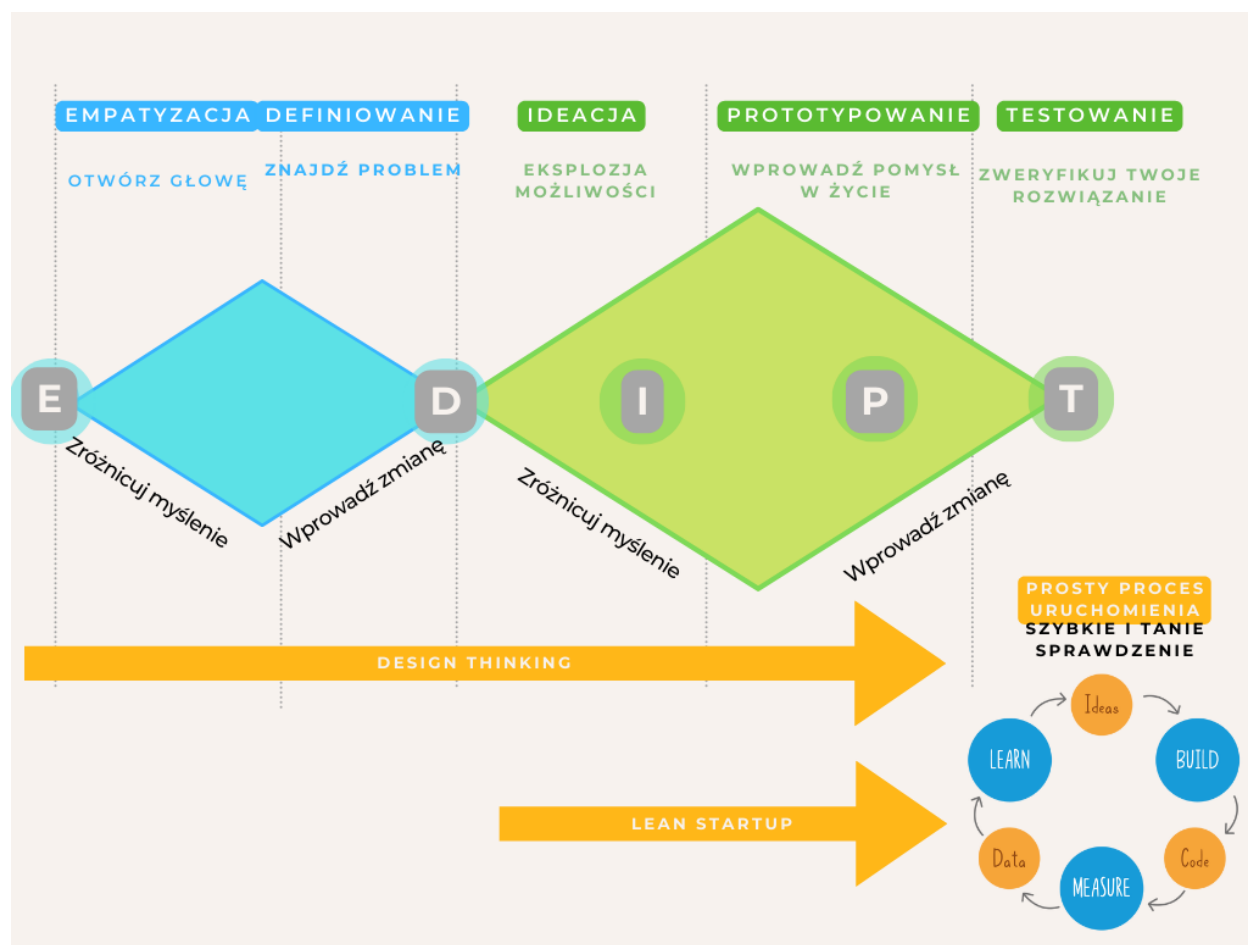 EMPATYZACJA
DEFINIOWANIE
IDEACJA
PROTOTYPOWANIE
TESTOWANIE
OTWÓRZ GŁOWĘ
ZNAJDŹ PROBLEM
EKSPLOZJA
MOŻLIWOŚCI
WPROWADŹ POMYSŁ
W ŻYCIE
ZWERYFIKUJ TWOJE
ROZWIĄZANIE
E
D
I
P
T
Zróżnicuj myślenie
Wprowadź zmianę
Zróżnicuj myślenie
Wprowadź zmianę
DESIGN THINKING
LEAN STARTUP
PROSTY PROCES
URUCHOMIENIA
SZYBKIE I TANIE
SPRAWDZENIE
Ideas
BUILD
Code
MEASURE
Data
LEARN